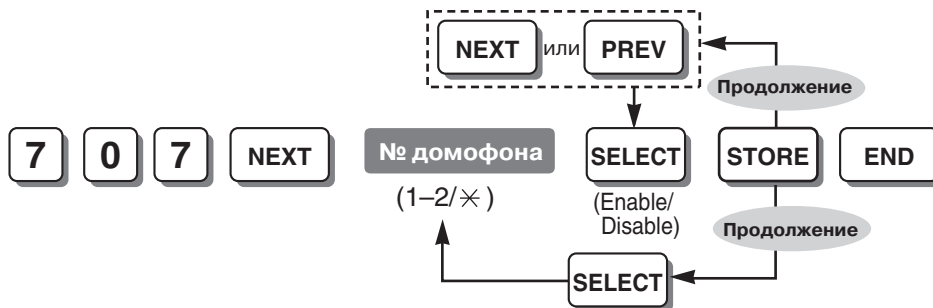 NEXT или PREV
Продолжение
7 0 7 NEXT № домофона SELECT STORE END
(1–2/✳)
(Enable/
Disable)
Продолжение
SELECT